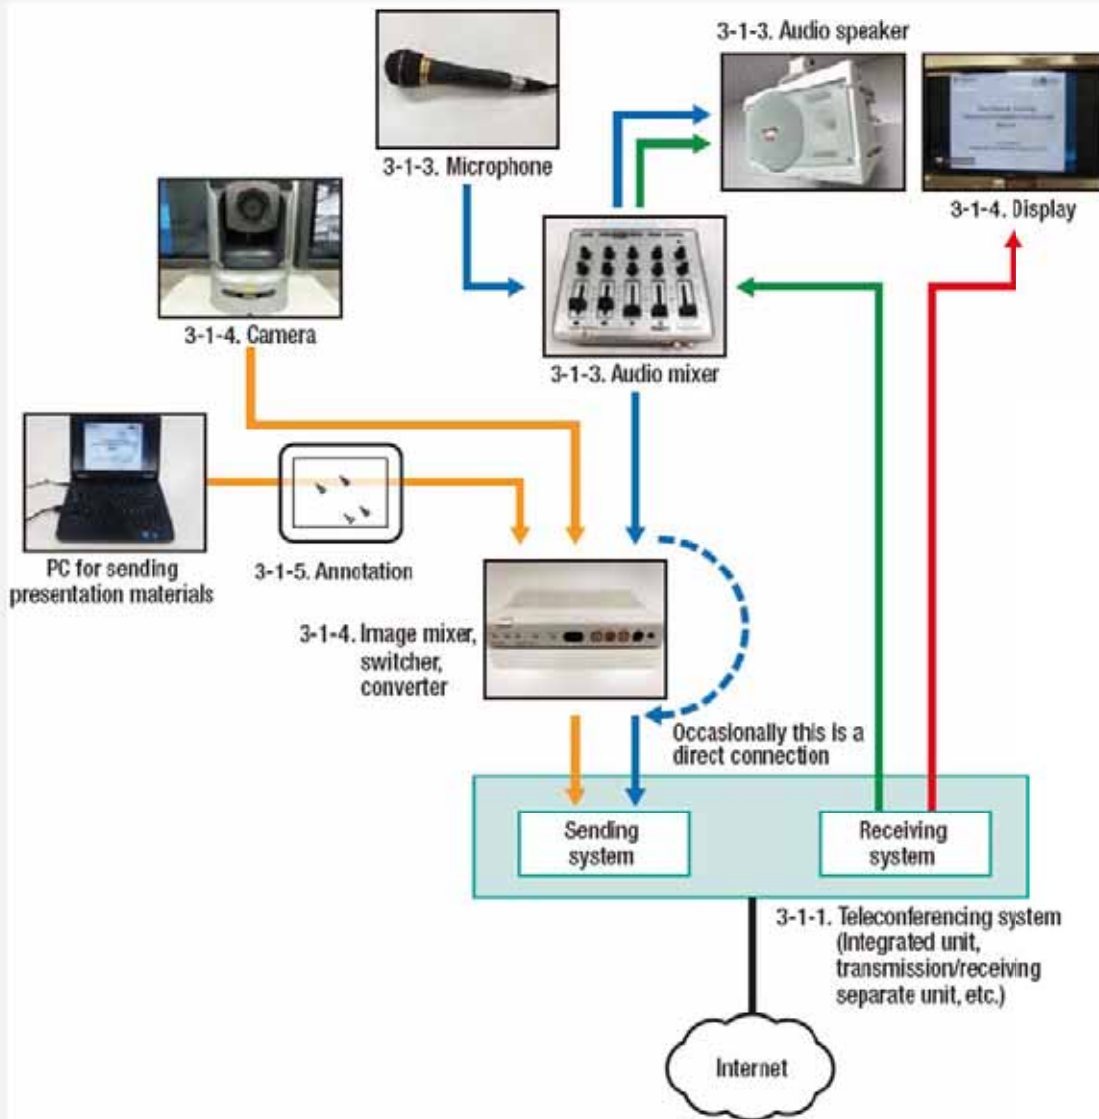 3-1-3. Audio speaker
3-1-3. Microphone
3-1-4. Display
3-1-4. Camera
3-1-3. Audio mixer
PC for sending
presentation materials
3-1-5. Annotation
3-1-4. Image mixer,
switcher,
converter
Occasionally this is a
direct connection
Sending
system
Receiving
system
3-1-1. Teleconferencing system
(Integrated unit,
transmission/receiving
separate unit, etc.)
Internet